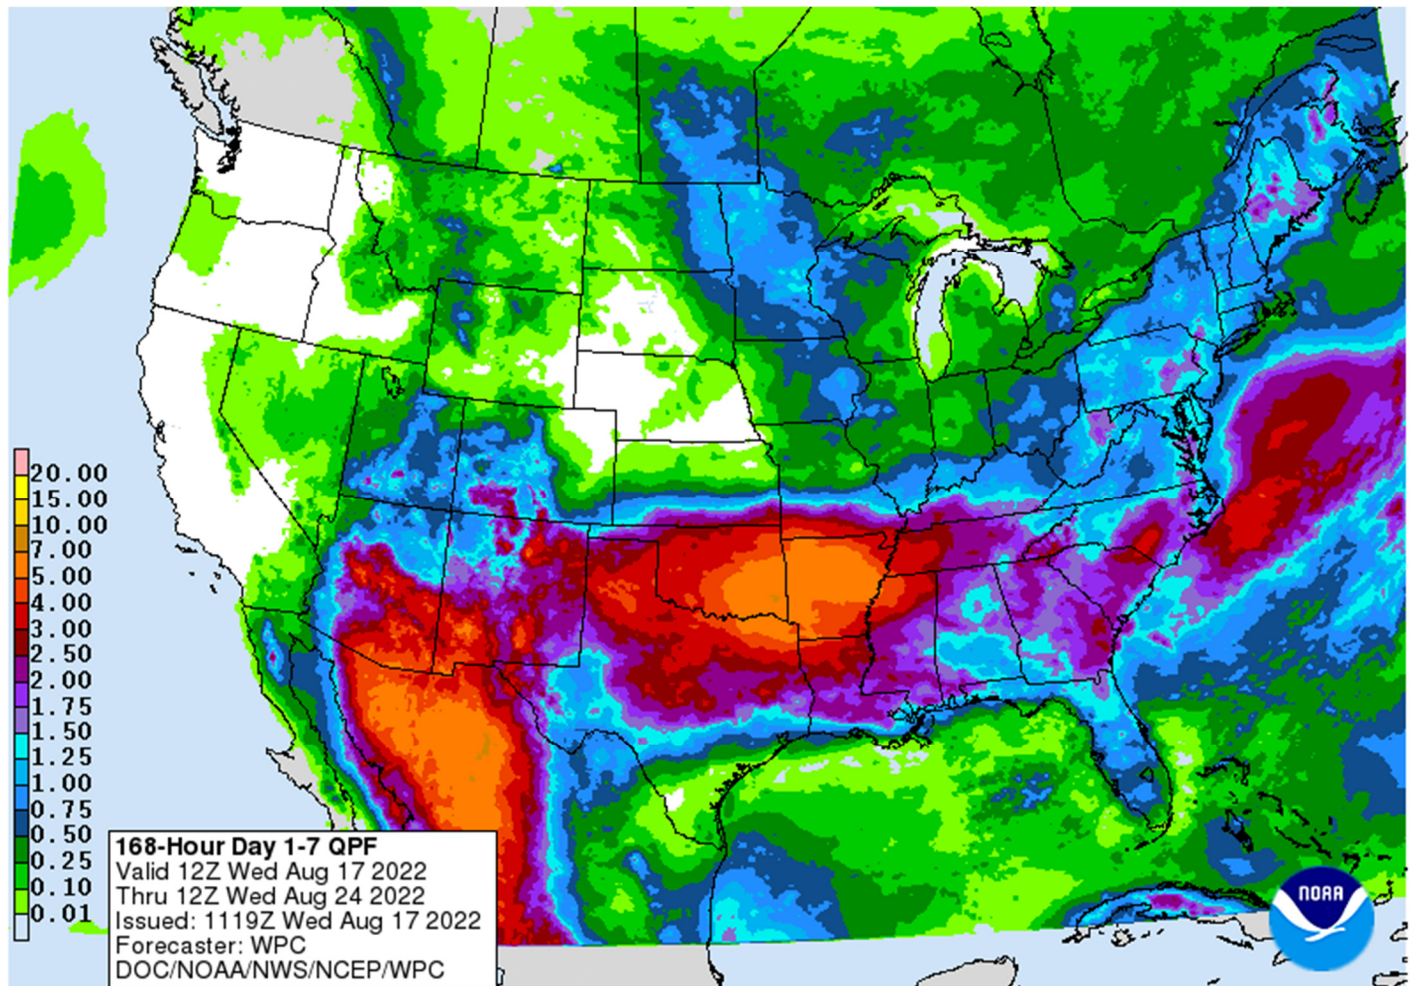 20.00
15.00
10.00
7.00
5.00
4.00
3.00
2.50
2.00
1.75
1.50
1.25
1.00
0.75
0.50
0.25
0.10
0.01
168-Hour Day 1-7 QPF
Valid 12Z Wed Aug 17 2022
Thru 12Z Wed Aug 24 2022
Issued: 1119Z Wed Aug 17 2022
Forecaster: WPC
DOC/NOAA/NWS/NCEP/WPC
NOAA